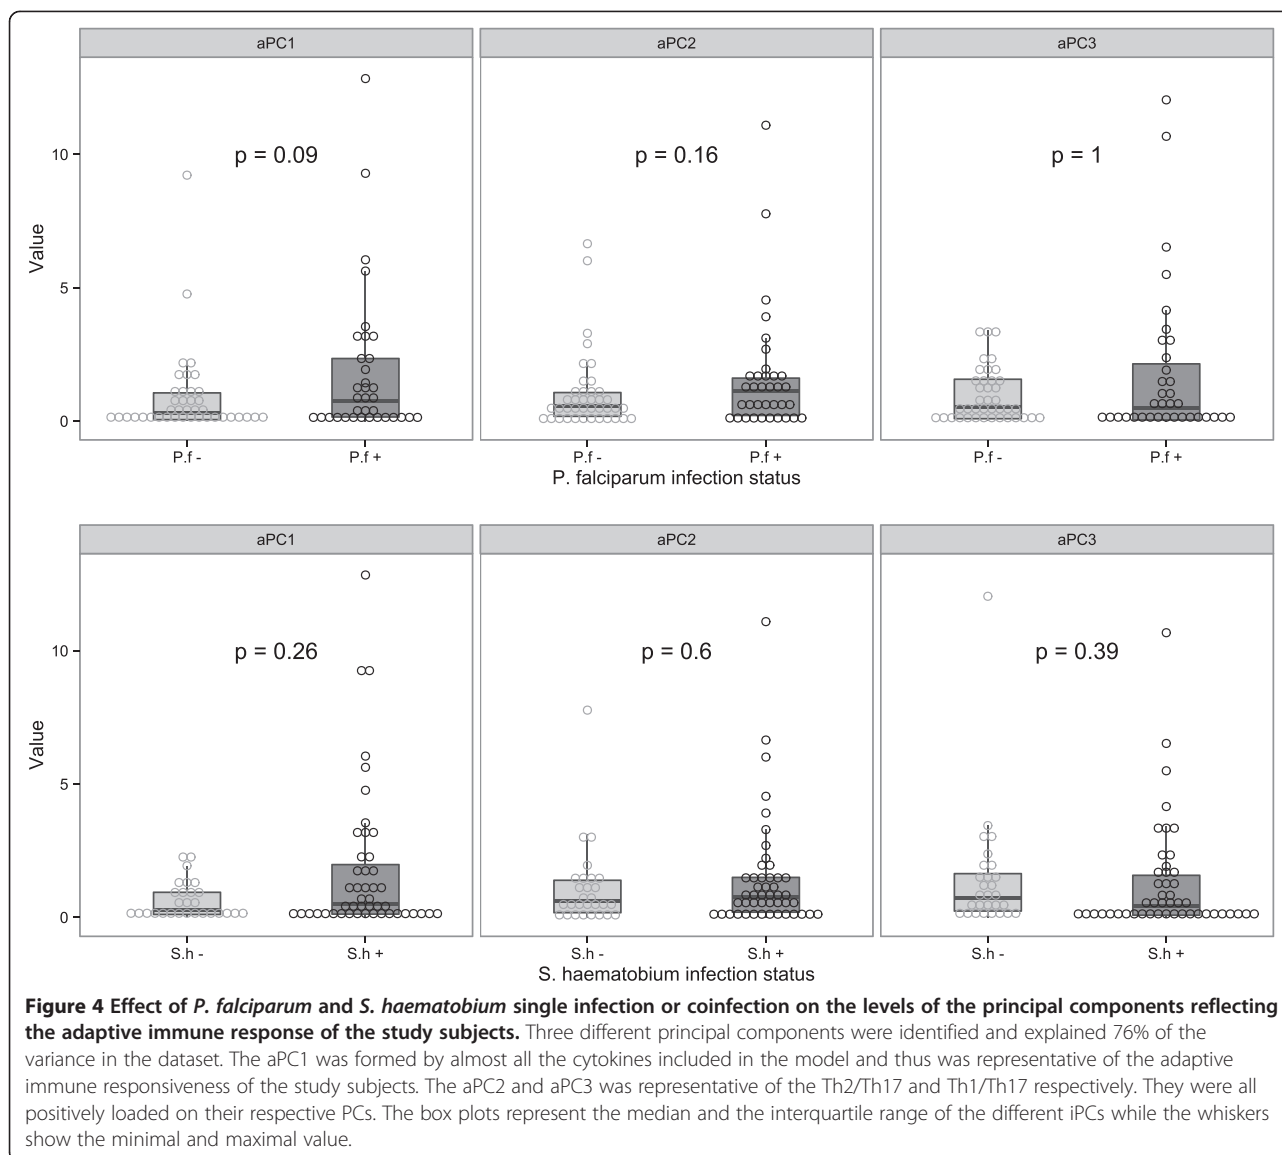 aPC1 aPC2 aPC3
10
p = 0.09 p = 0.16 p = 1
Value
5
0
P.f - P.f + P.f - P.f + P.f - P.f +
P. falciparum infection status
aPC1 aPC2 aPC3
10
p = 0.26 p = 0.6 p = 0.39
Value
5
0
S.h - S.h + S.h - S.h + S.h - S.h +
S. haematobium infection status
Figure 4 Effect of P. falciparum and S. haematobium single infection or coinfection on the levels of the principal components reflecting
the adaptive immune response of the study subjects. Three different principal components were identified and explained 76% of the
variance in the dataset. The aPC1 was formed by almost all the cytokines included in the model and thus was representative of the adaptive
immune responsiveness of the study subjects. The aPC2 and aPC3 was representative of the Th2/Th17 and Th1/Th17 respectively. They were all
positively loaded on their respective PCs. The box plots represent the median and the interquartile range of the different iPCs while the whiskers
show the minimal and maximal value.